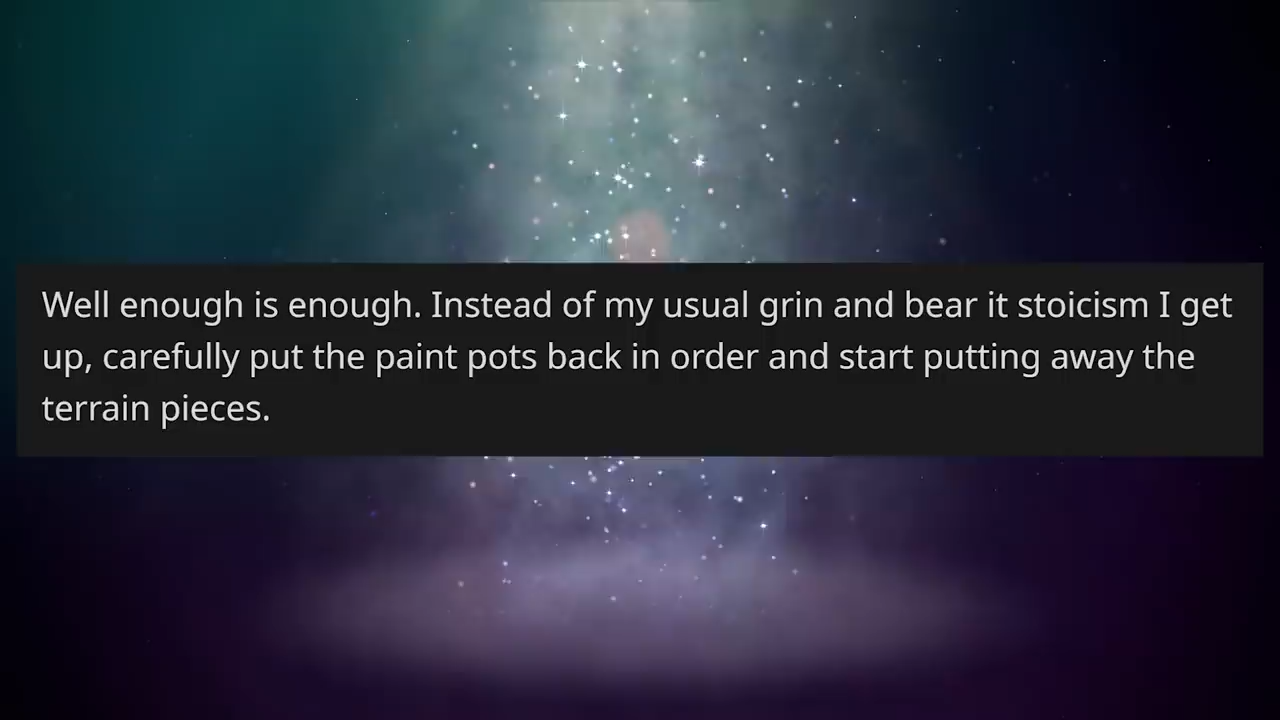 Well enough is enough. Instead of my usual grin and bear it stoicism I get
up, carefully put the paint pots back in order and start putting away the
terrain pieces.